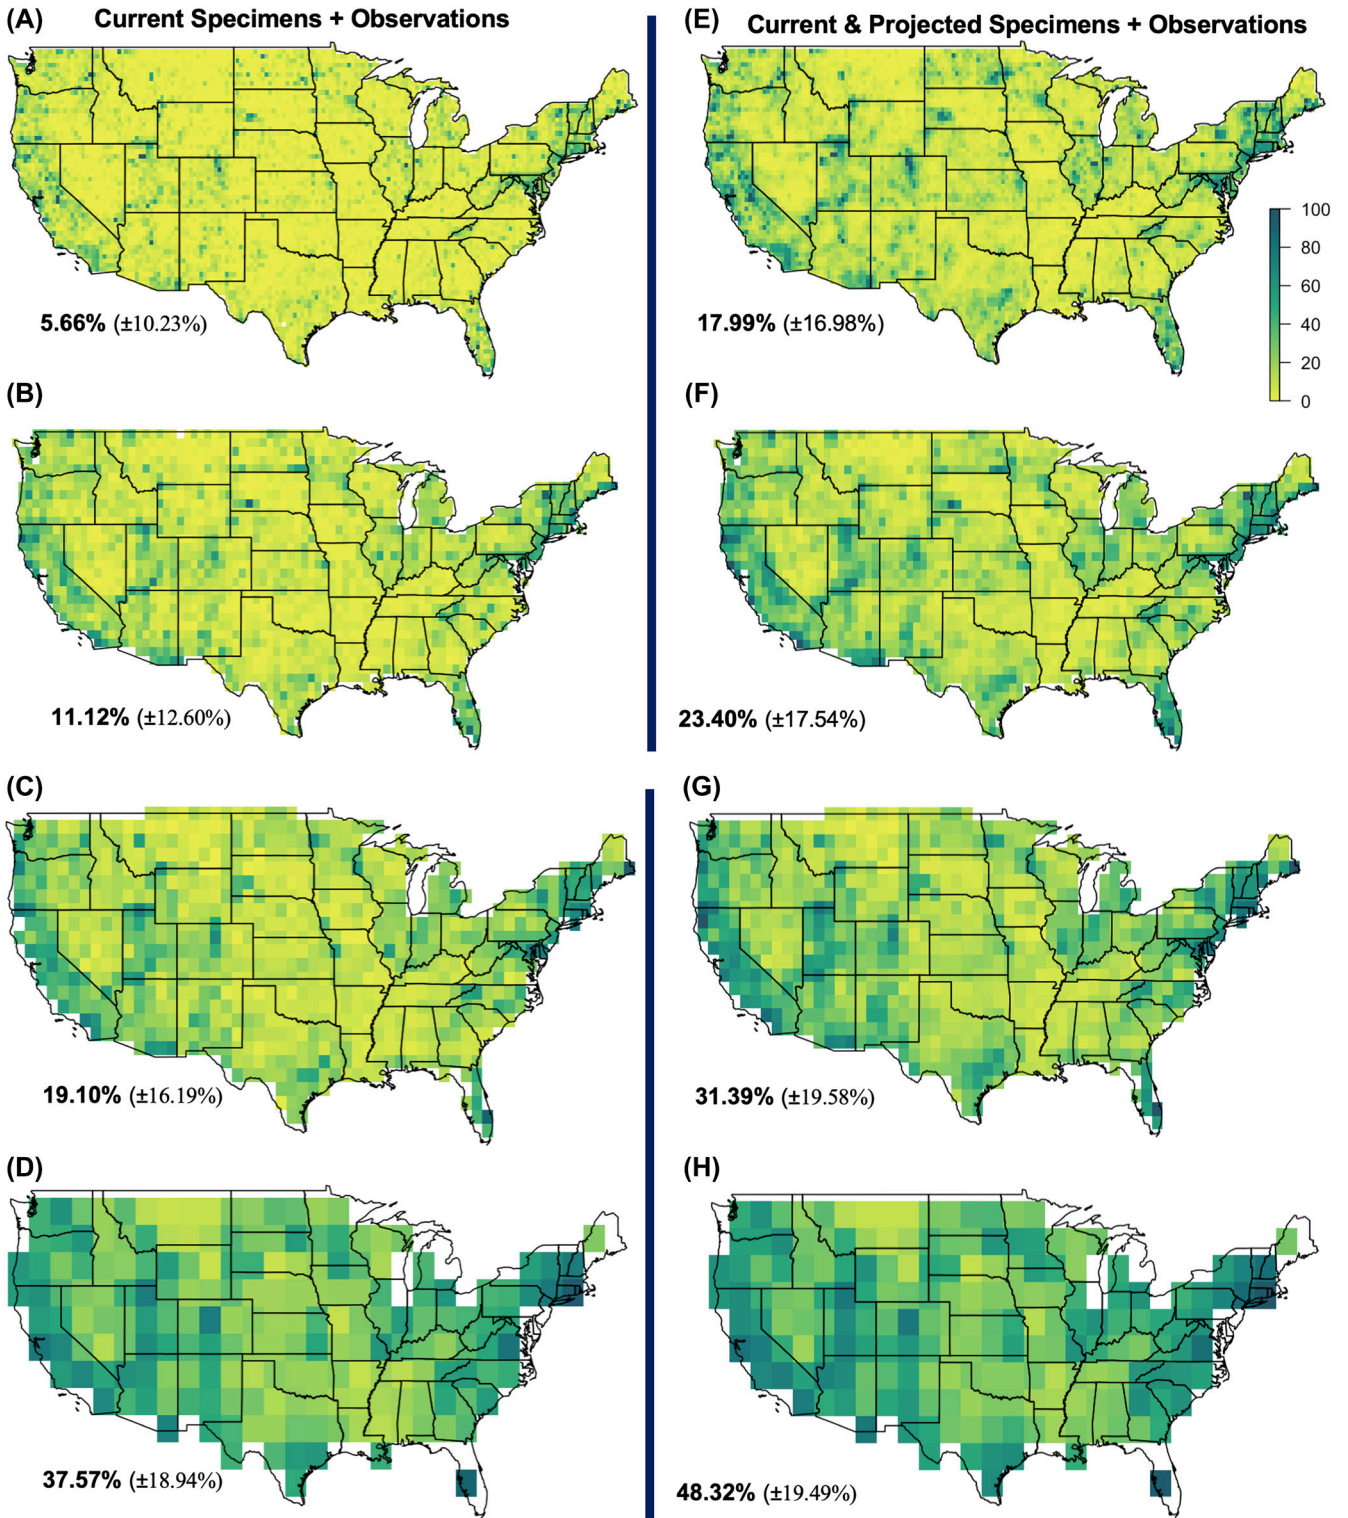 (A) Current Specimens + Observations
(E) Current & Projected Specimens + Observations
5.66% (±10.23%)
17.99% (±16.98%)
100
80
60
40
20
0
(B)
(F)
11.12% (±12.60%)
23.40% (±17.54%)
(C)
(G)
19.10% (±16.19%)
31.39% (±19.58%)
(D)
(H)
37.57% (±18.94%)
48.32% (±19.49%)